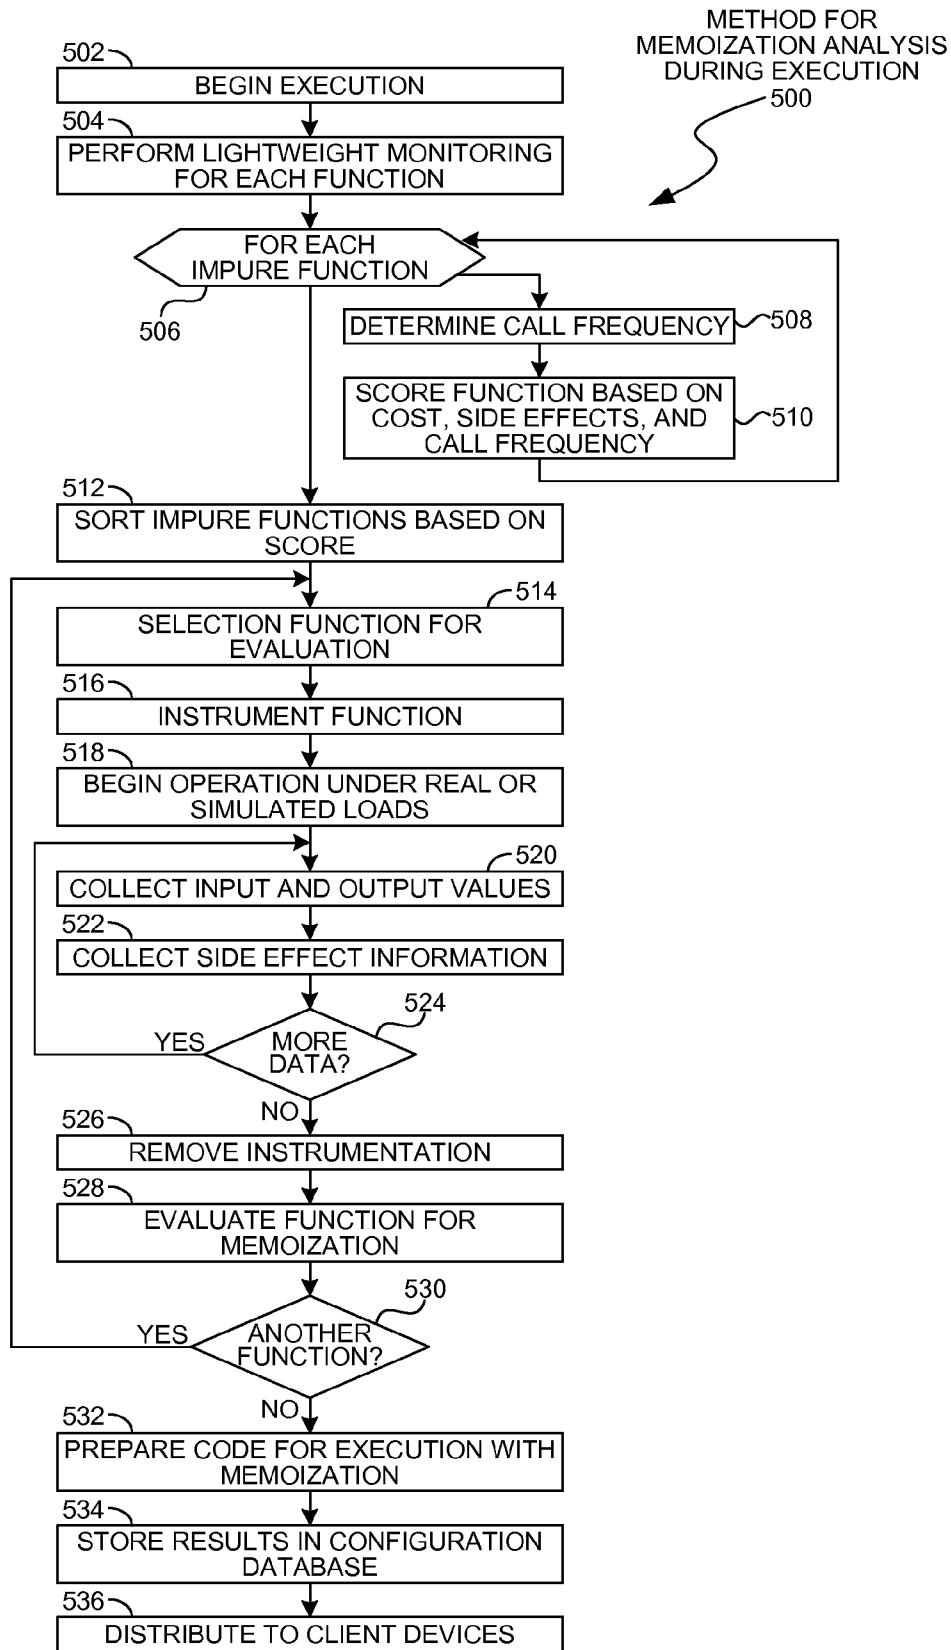 METHOD FOR
MEMOIZATION ANALYSIS
DURING EXECUTION
500
502
BEGIN EXECUTION
504
PERFORM LIGHTWEIGHT MONITORING
FOR EACH FUNCTION
FOR EACH
IMPURE FUNCTION
506
DETERMINE CALL FREQUENCY
508
SCORE FUNCTION BASED ON
COST, SIDE EFFECTS, AND
CALL FREQUENCY
510
512
SORT IMPURE FUNCTIONS BASED ON
SCORE
514
SELECTION FUNCTION FOR
EVALUATION
516
INSTRUMENT FUNCTION
518
BEGIN OPERATION UNDER REAL OR
SIMULATED LOADS
520
COLLECT INPUT AND OUTPUT VALUES
522
COLLECT SIDE EFFECT INFORMATION
524
YES
MORE
DATA?
NO
526
REMOVE INSTRUMENTATION
528
EVALUATE FUNCTION FOR
MEMOIZATION
530
YES
ANOTHER
FUNCTION?
NO
532
PREPARE CODE FOR EXECUTION WITH
MEMOIZATION
534
STORE RESULTS IN CONFIGURATION
DATABASE
536
DISTRIBUTE TO CLIENT DEVICES